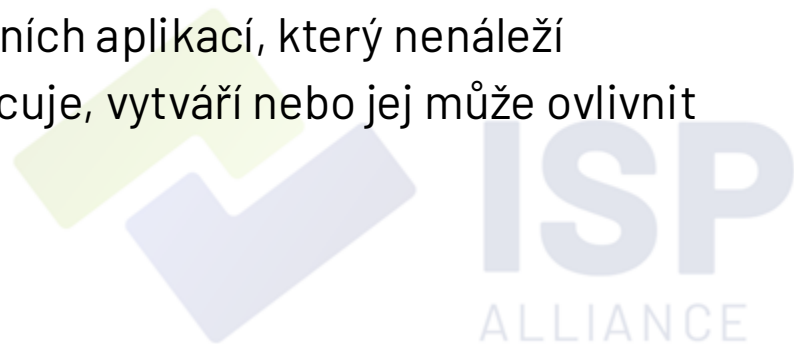 ních aplikací, který nenáleží
cuje, vytváří nebo jej může ovlivnit
ISP
ALLIANCE